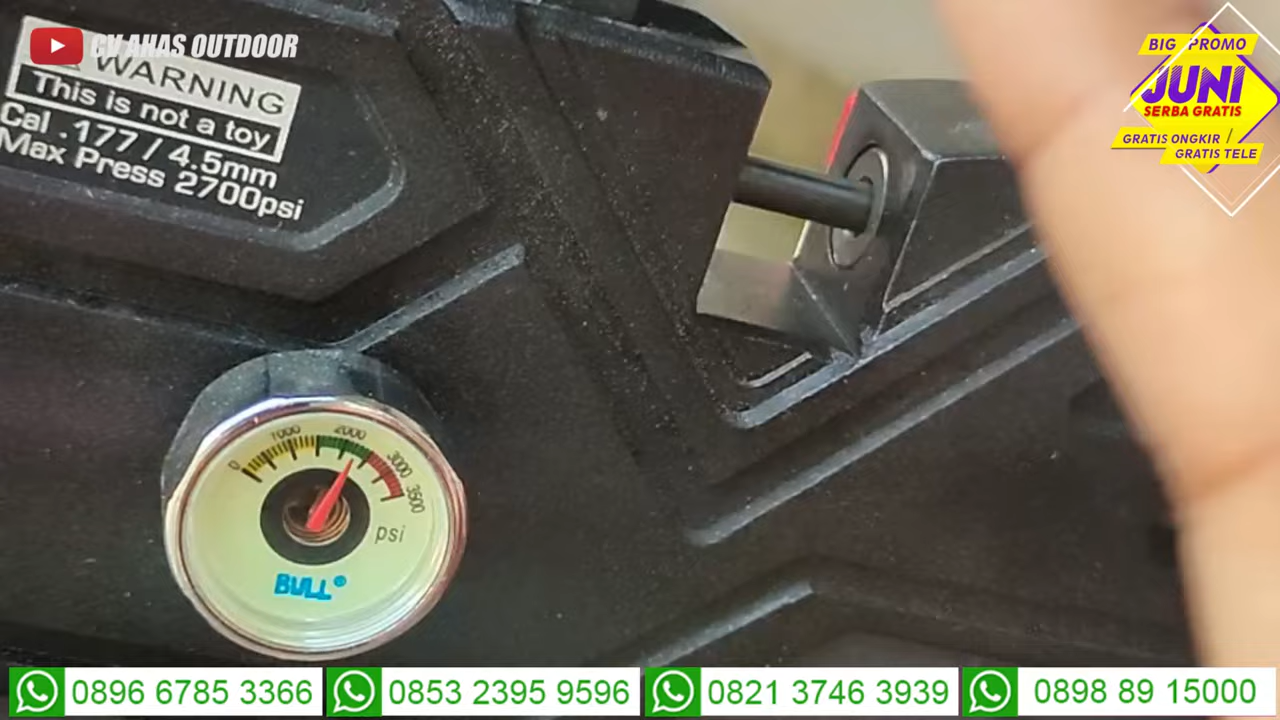 CV AHAS OUTDOOR
WARNING
This is not a toy
Cal .177 / 4.5mm
Max Press 2700psi
BIG PROMO
JUNI
SERBA GRATIS
GRATIS ONGKIR /
GRATIS TELE
0
1000
2000
3000
3500
psi
BULL®
0896 6785 3366
0853 2395 9596
0821 3746 3939
0898 89 15000